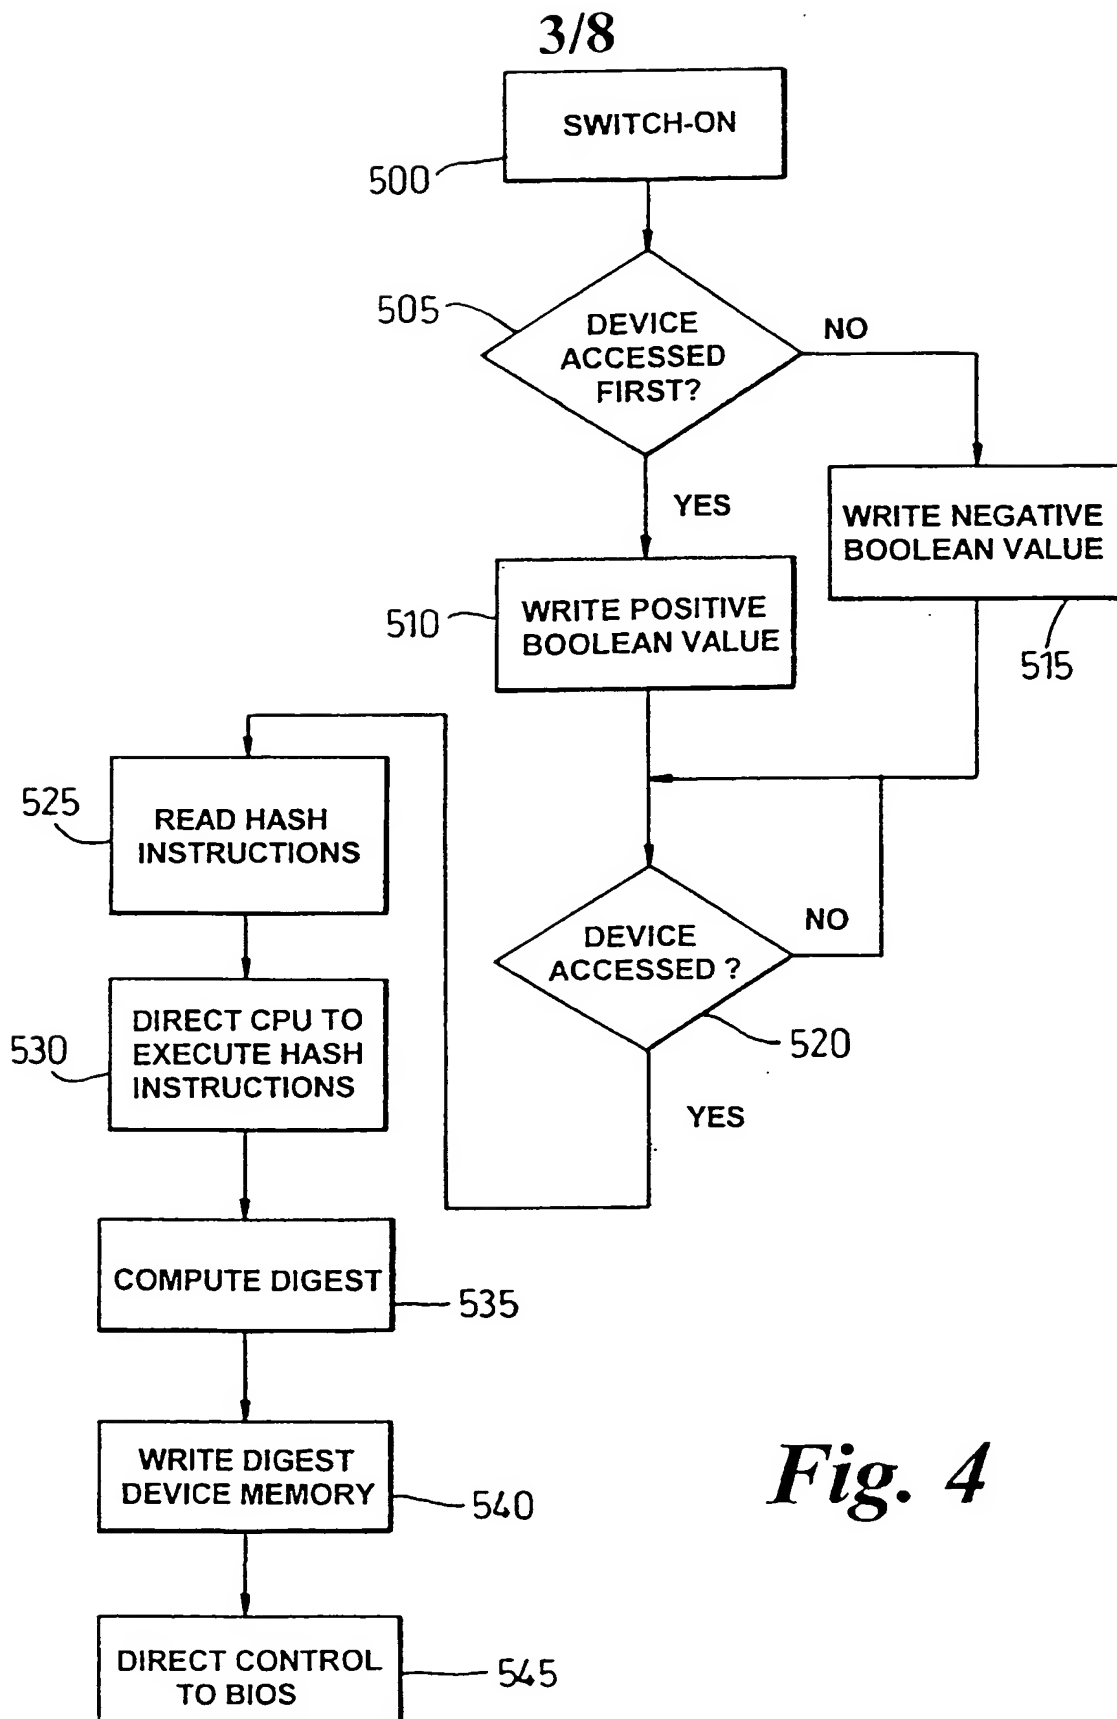 3/8
SWITCH-ON
500
505
DEVICE
ACCESSED
FIRST?
NO
YES
WRITE NEGATIVE
BOOLEAN VALUE
515
510
WRITE POSITIVE
BOOLEAN VALUE
525
READ HASH
INSTRUCTIONS
DEVICE
ACCESSED ?
NO
520
YES
530
DIRECT CPU TO
EXECUTE HASH
INSTRUCTIONS
COMPUTE DIGEST
535
WRITE DIGEST
DEVICE MEMORY
540
Fig. 4
DIRECT CONTROL
TO BIOS
545